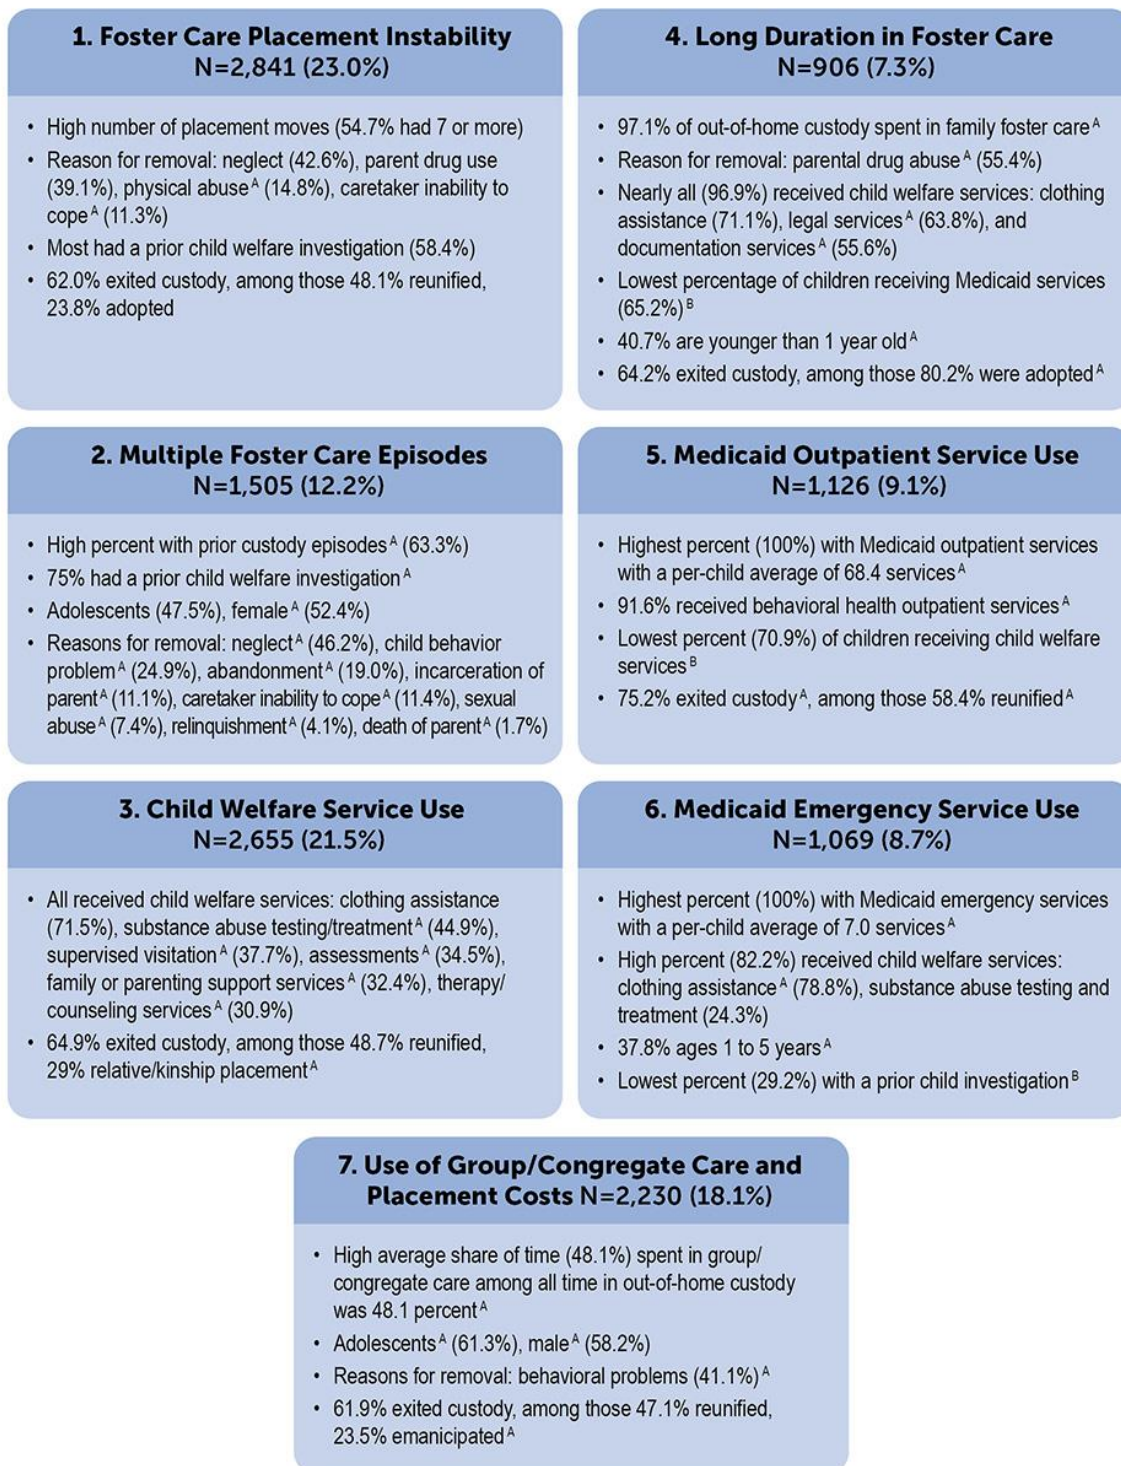 1. Foster Care Placement Instability
N=2,841 (23.0%)
• High number of placement moves (54.7% had 7 or more)
• Reason for removal: neglect (42.6%), parent drug use
(39.1%), physical abuse A (14.8%), caretaker inability to
cope A (11.3%)
• Most had a prior child welfare investigation (58.4%)
• 62.0% exited custody, among those 48.1% reunified,
23.8% adopted
2. Multiple Foster Care Episodes
N=1,505 (12.2%)
• High percent with prior custody episodes A (63.3%)
• 75% had a prior child welfare investigation A
• Adolescents (47.5%), female A (52.4%)
• Reasons for removal: neglect A (46.2%), child behavior
problem A (24.9%), abandonment A (19.0%), incarceration of
parent A (11.1%), caretaker inability to cope A (11.4%), sexual
abuse A (7.4%), relinquishment A (4.1%), death of parent A (1.7%)
3. Child Welfare Service Use
N=2,655 (21.5%)
• All received child welfare services: clothing assistance
(71.5%), substance abuse testing/treatment A (44.9%),
supervised visitation A (37.7%), assessments A (34.5%),
family or parenting support services A (32.4%), therapy/
counseling services A (30.9%)
• 64.9% exited custody, among those 48.7% reunified,
29% relative/kinship placement A
4. Long Duration in Foster Care
N=906 (7.3%)
• 97.1% of out-of-home custody spent in family foster care A
• Reason for removal: parental drug abuse A (55.4%)
• Nearly all (96.9%) received child welfare services: clothing
assistance (71.1%), legal services A (63.8%), and
documentation services A (55.6%)
• Lowest percentage of children receiving Medicaid services
(65.2%) B
• 40.7% are younger than 1 year old A
• 64.2% exited custody, among those 80.2% were adopted A
5. Medicaid Outpatient Service Use
N=1,126 (9.1%)
• Highest percent (100%) with Medicaid outpatient services
with a per-child average of 68.4 services A
• 91.6% received behavioral health outpatient services A
• Lowest percent (70.9%) of children receiving child welfare
services B
• 75.2% exited custody A, among those 58.4% reunified A
6. Medicaid Emergency Service Use
N=1,069 (8.7%)
• Highest percent (100%) with Medicaid emergency services
with a per-child average of 7.0 services A
• High percent (82.2%) received child welfare services:
clothing assistance A (78.8%), substance abuse testing and
treatment (24.3%)
• 37.8% ages 1 to 5 years A
• Lowest percent (29.2%) with a prior child investigation B
7. Use of Group/Congregate Care and
Placement Costs N=2,230 (18.1%)
• High average share of time (48.1%) spent in group/
congregate care among all time in out-of-home custody
was 48.1 percent A
• Adolescents A (61.3%), male A (58.2%)
• Reasons for removal: behavioral problems (41.1%) A
• 61.9% exited custody, among those 47.1% reunified,
23.5% emanicipated A